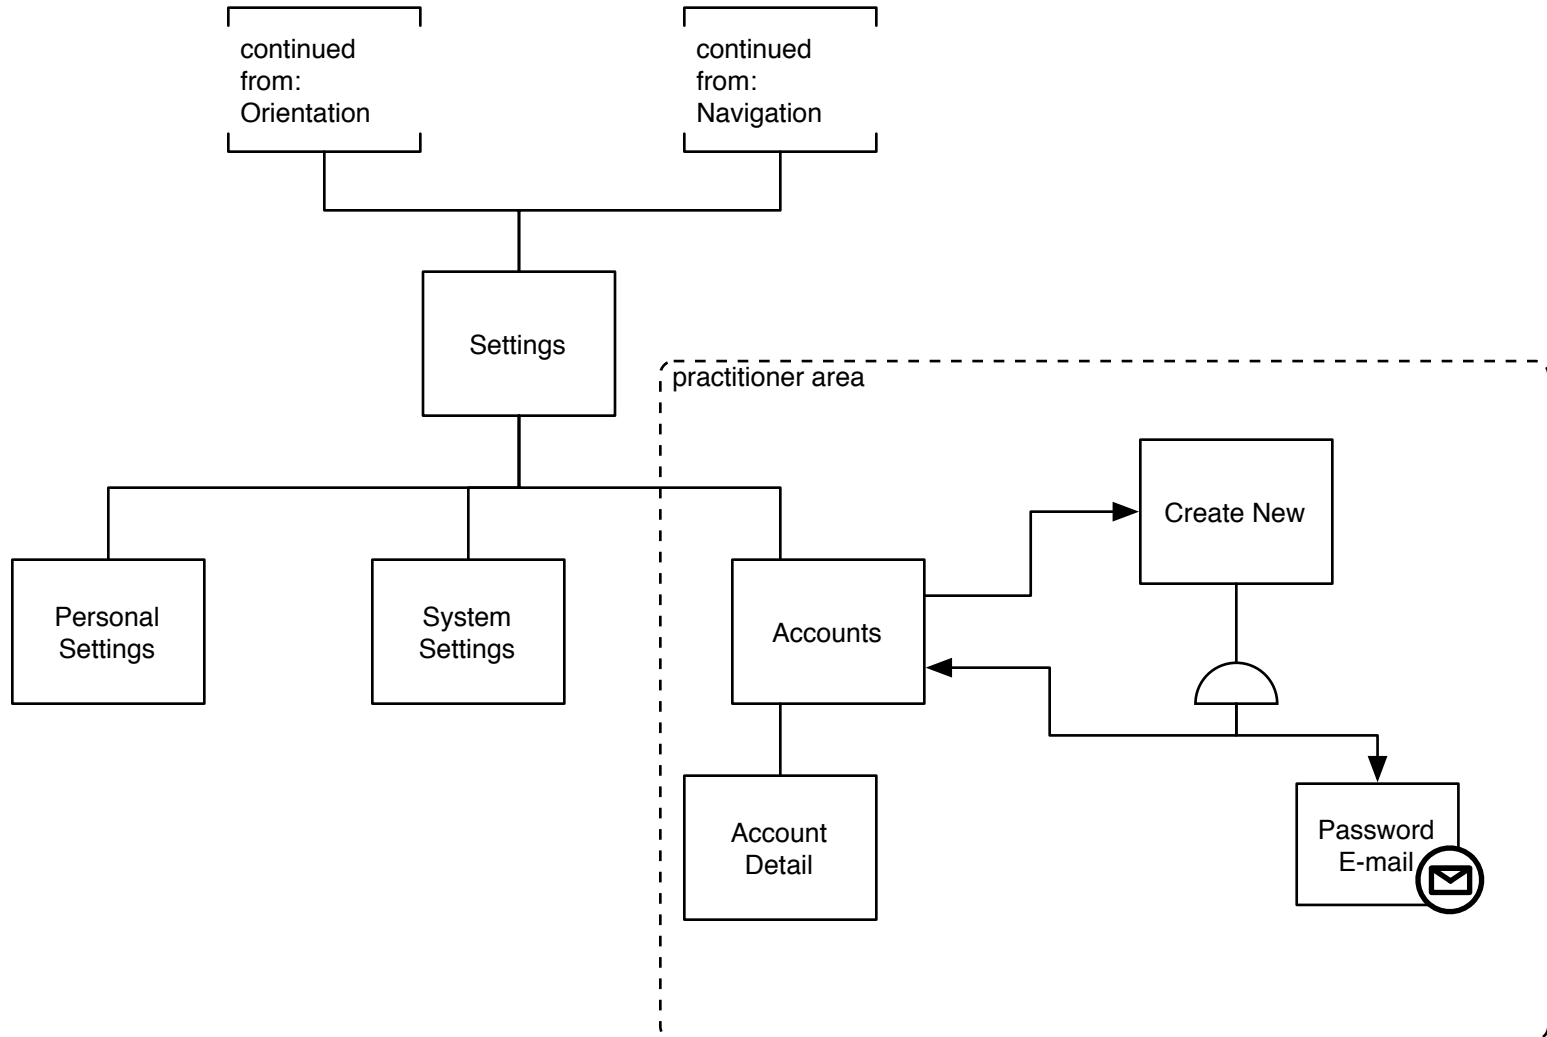 continued
from:
Orientation
continued
from:
Navigation
Settings
practitioner area
Create New
Personal
Settings
System
Settings
Accounts
Account
Detail
Password
E-mail